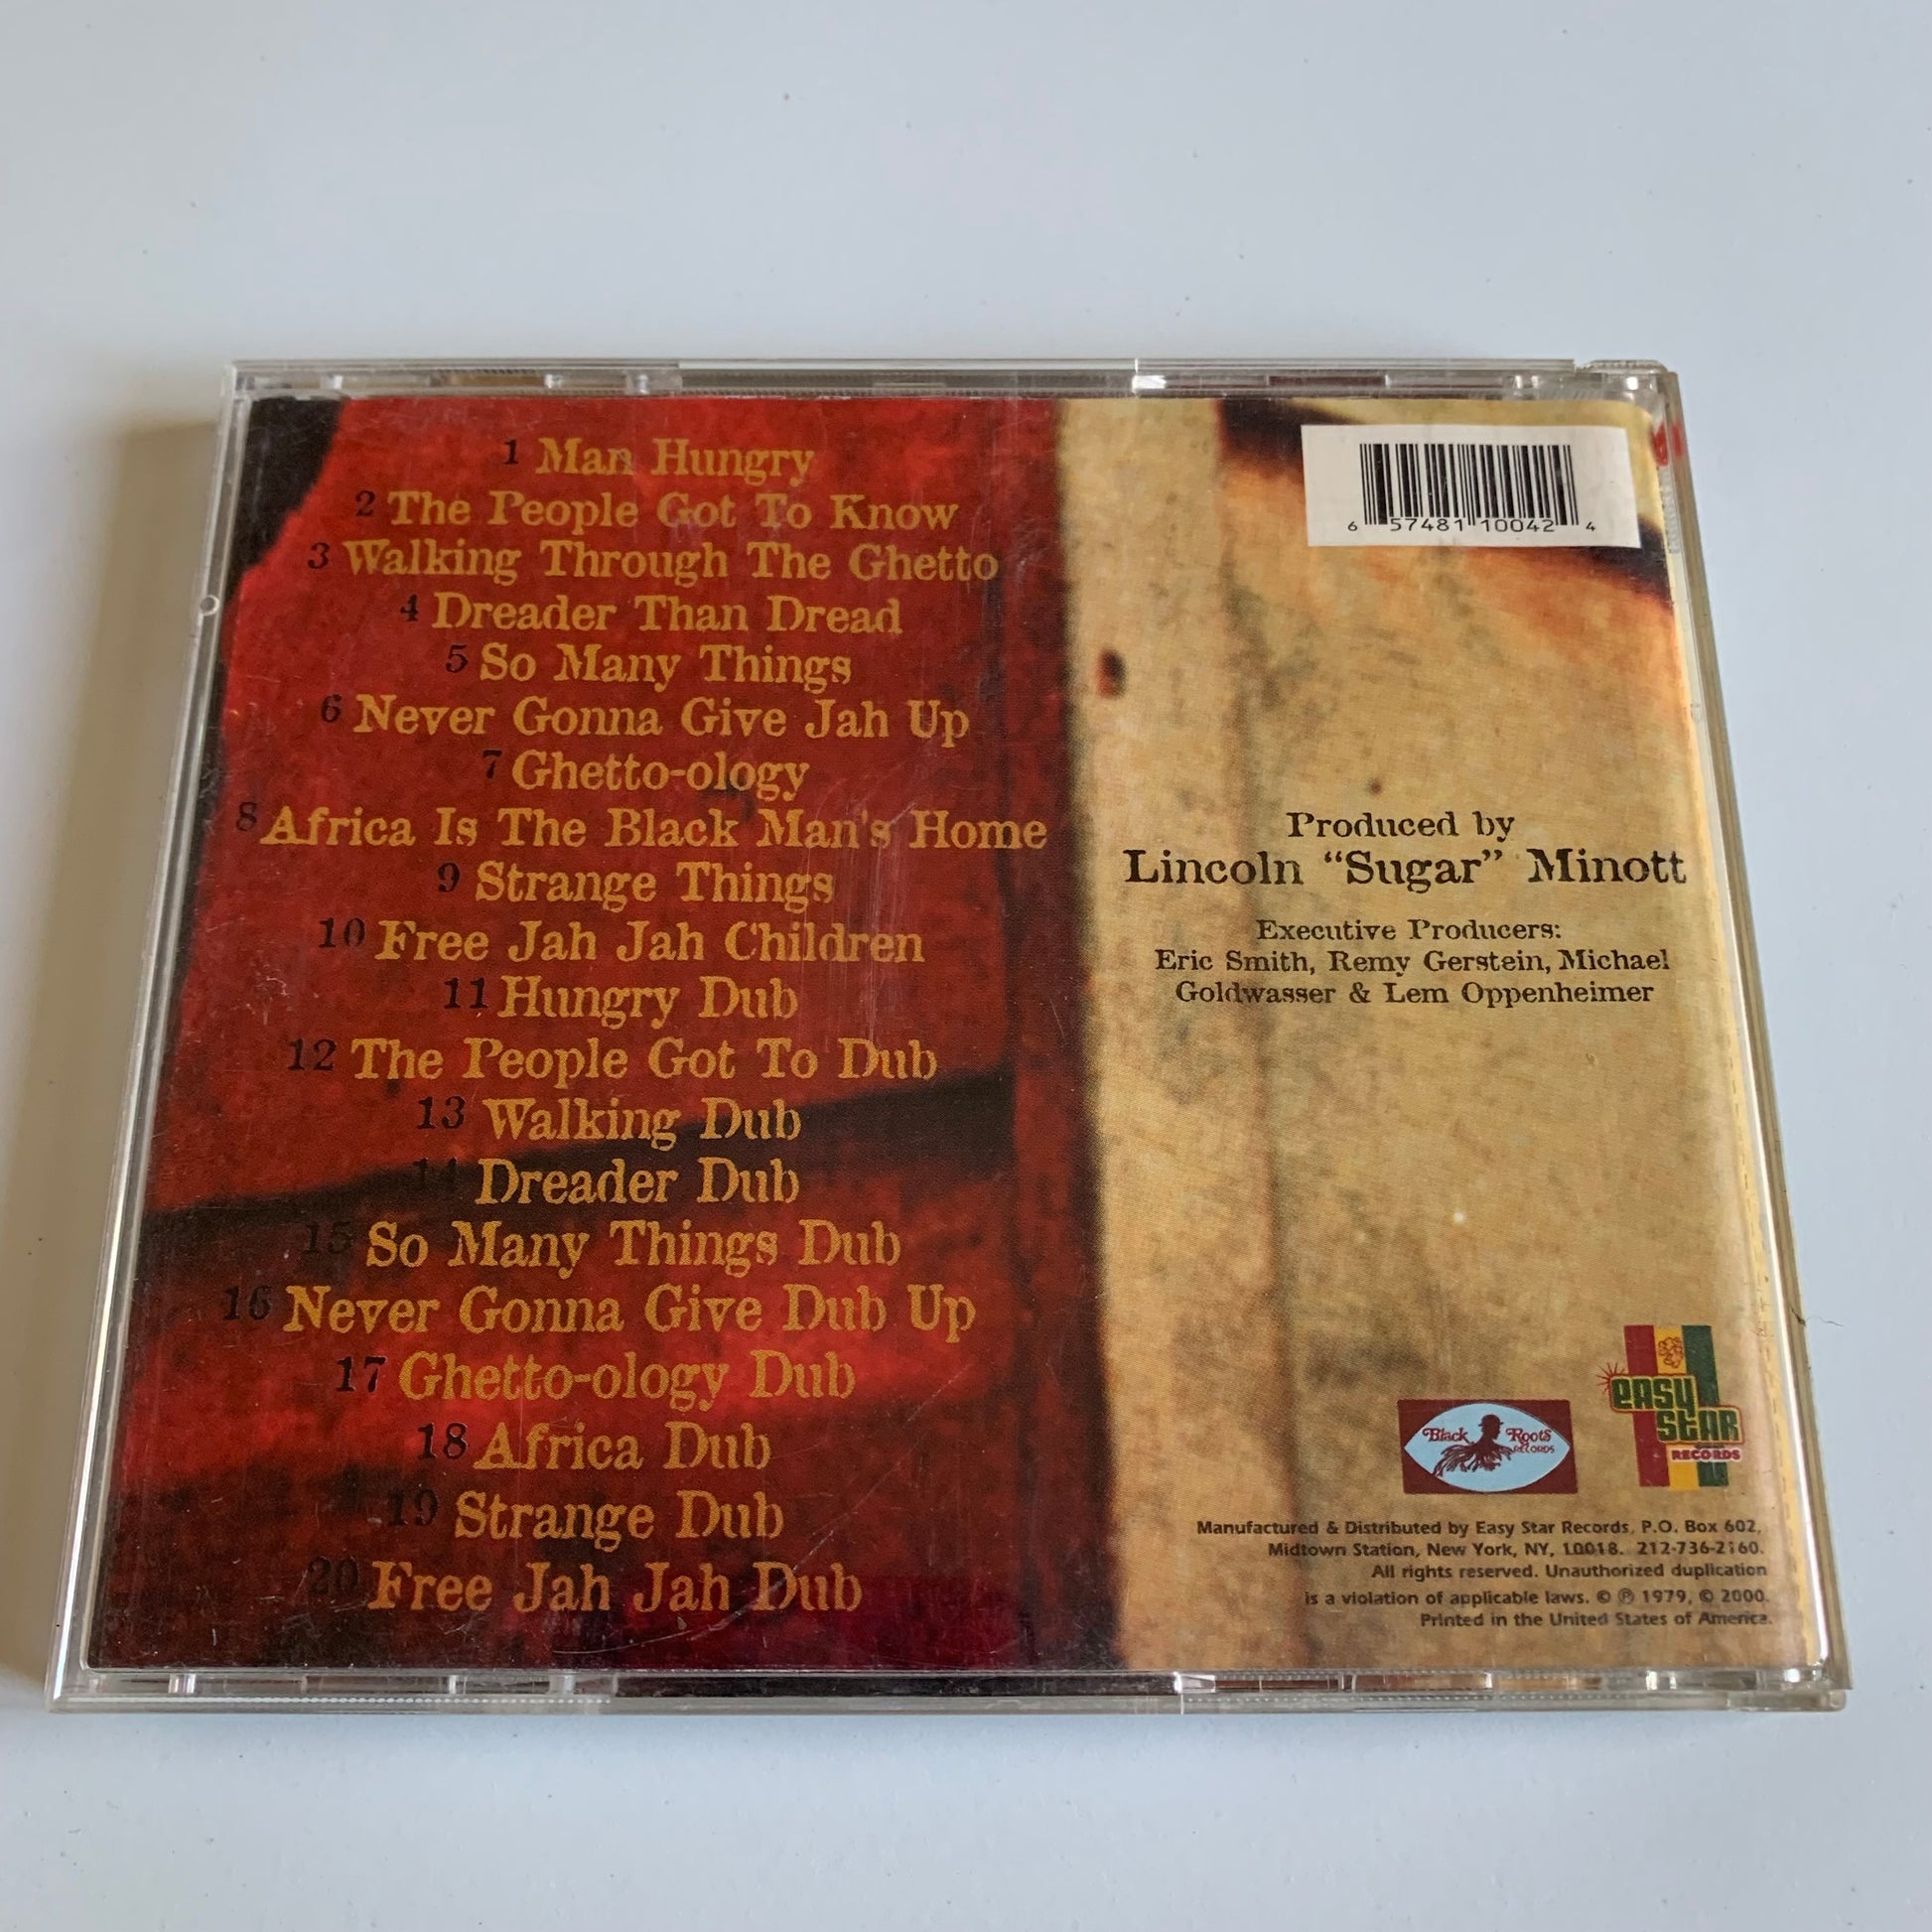 1 Man Hungry
2 The People Got To Know
3 Walking Through The Ghetto
4 Dreader Than Dread
5 So Many Things
6 Never Gonna Give Jah Up
7 Ghetto-ology
8 Africa Is The Black Man's Home
9 Strange Things
10 Free Jah Jah Children
11 Hungry Dub
12 The People Got To Dub
13 Walking Dub
14 Dreader Dub
15 So Many Things Dub
16 Never Gonna Give Dub Up
17 Ghetto-ology Dub
18 Africa Dub
19 Strange Dub
20 Free Jah Jah Dub
6 57481 10042 4
Produced by
Lincoln “Sugar” Minott
Executive Producers:
Eric Smith, Remy Gerstein, Michael
Goldwasser & Lem Oppenheimer
Black Roots
RECORDS
easy
star
RECORDS
Manufactured & Distributed by Easy Star Records, P.O. Box 602,
Midtown Station, New York, NY, 10018. 212-736-2160.
All rights reserved. Unauthorized duplication
is a violation of applicable laws. © ℗ 1979, © 2000.
Printed in the United States of America.